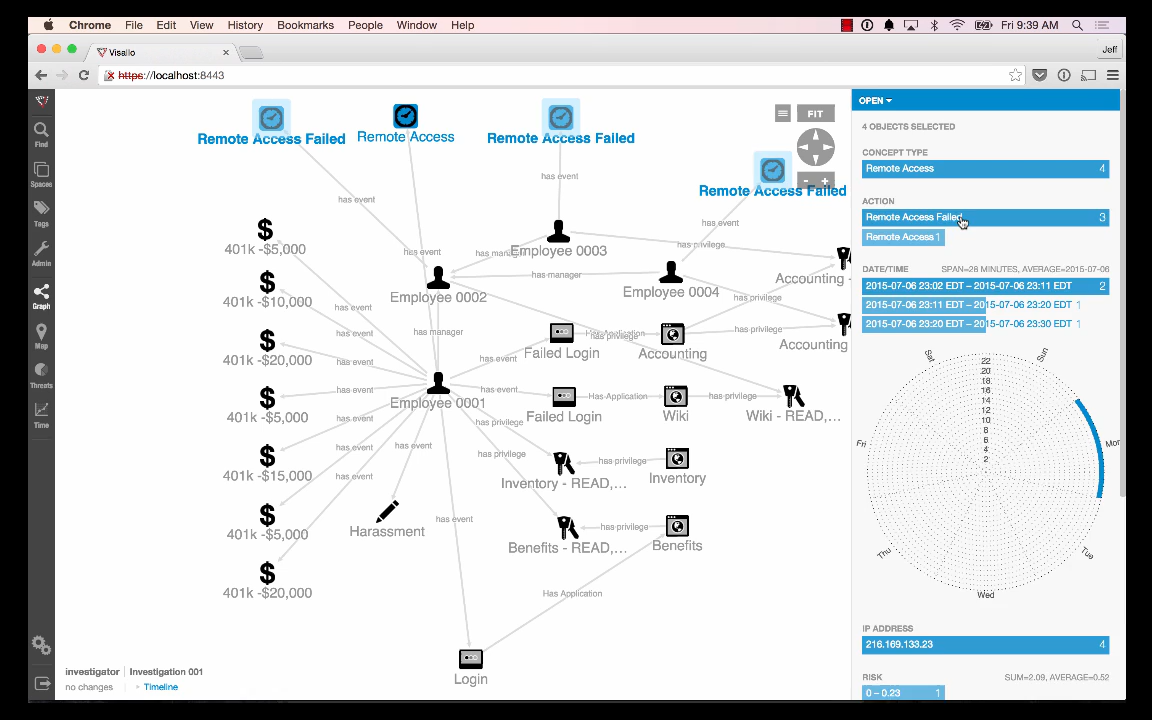 Chrome File Edit View History Bookmarks People Window Help Fri 9:39 AM
Visallo Jeff
https://localhost:8443
Find
Spaces
Tags
Admin
Graph
Map
Threats
Time
FIT
Remote Access Failed Remote Access Remote Access Failed
Remote Access Failed
has event has event
has event
401k -$5,000 has event has manager Employee 0003 has privilege Accounting -
has manager
401k -$10,000 has event Employee 0002 Employee 0004 has privilege
401k -$20,000 has event has manager has event Failed Login Has Application has privilege Accounting has privilege Accounting
401k -$5,000 has event Employee 0001 has event Failed Login Has Application Wiki has privilege Wiki - READ,...
has privilege
401k -$15,000 has event has event has privilege Inventory - READ,... has privilege Inventory
401k -$5,000 has event Harassment has event Benefits - READ,... has privilege Benefits
401k -$20,000 Has Application
Login
investigator Investigation 001
no changes Timeline
OPEN
4 OBJECTS SELECTED
CONCEPT TYPE
Remote Access 4
ACTION
Remote Access Failed 3
Remote Access 1
DATE/TIME SPAN=28 MINUTES, AVERAGE=2015-07-06
2015-07-06 23:02 EDT – 2015-07-06 23:11 EDT 2
2015-07-06 23:11 EDT – 2015-07-06 23:20 EDT 1
2015-07-06 23:20 EDT – 2015-07-06 23:30 EDT 1
Sat Sun
22
20
18
16
14
12
10
8
6
4
2
Fri Mon
Thu Tue
Wed
IP ADDRESS
216.169.133.23 4
RISK SUM=2.09, AVERAGE=0.52
0 – 0.23 1